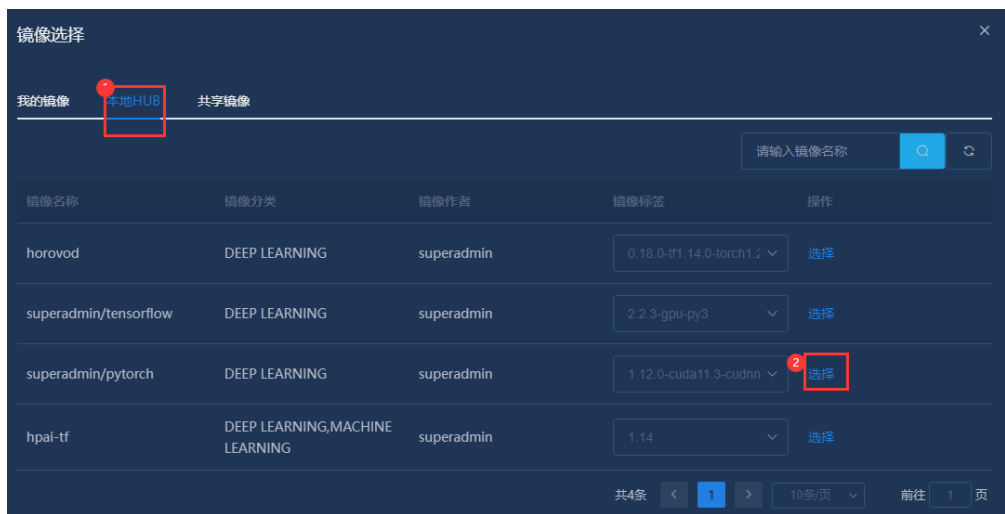 镜像选择
我的镜像 1 本地HUB 共享镜像
请输入镜像名称
镜像名称 镜像分类 镜像作者 镜像标签 操作
horovod DEEP LEARNING superadmin 0.18.0-tf1.14.0-torch1.2 选择
superadmin/tensorflow DEEP LEARNING superadmin 2.2.3-gpu-py3 选择
superadmin/pytorch DEEP LEARNING superadmin 1.12.0-cuda11.3-cudnn 2 选择
hpai-tf DEEP LEARNING,MACHINE LEARNING superadmin 1.14 选择
共4条 1 10条/页 前往 1 页